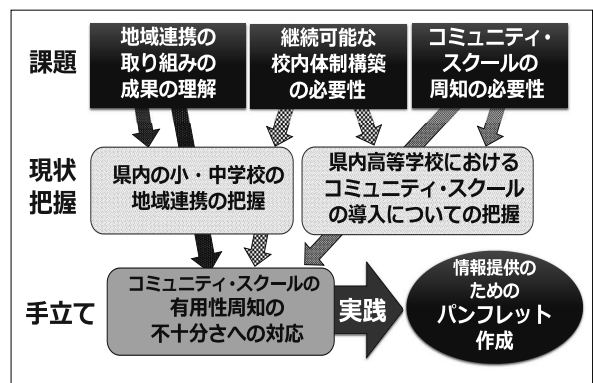 課題
地域連携の
取り組みの
成果の理解
継続可能な
校内体制構築
の必要性
コミュニティ・
スクールの
周知の必要性
現状
把握
県内の小・中学校の
地域連携の把握
県内高等学校における
コミュニティ・スクール
の導入についての把握
手立て
コミュニティ・スクールの
有用性周知の
不十分さへの対応
実践
情報提供の
ための
パンフレット
作成